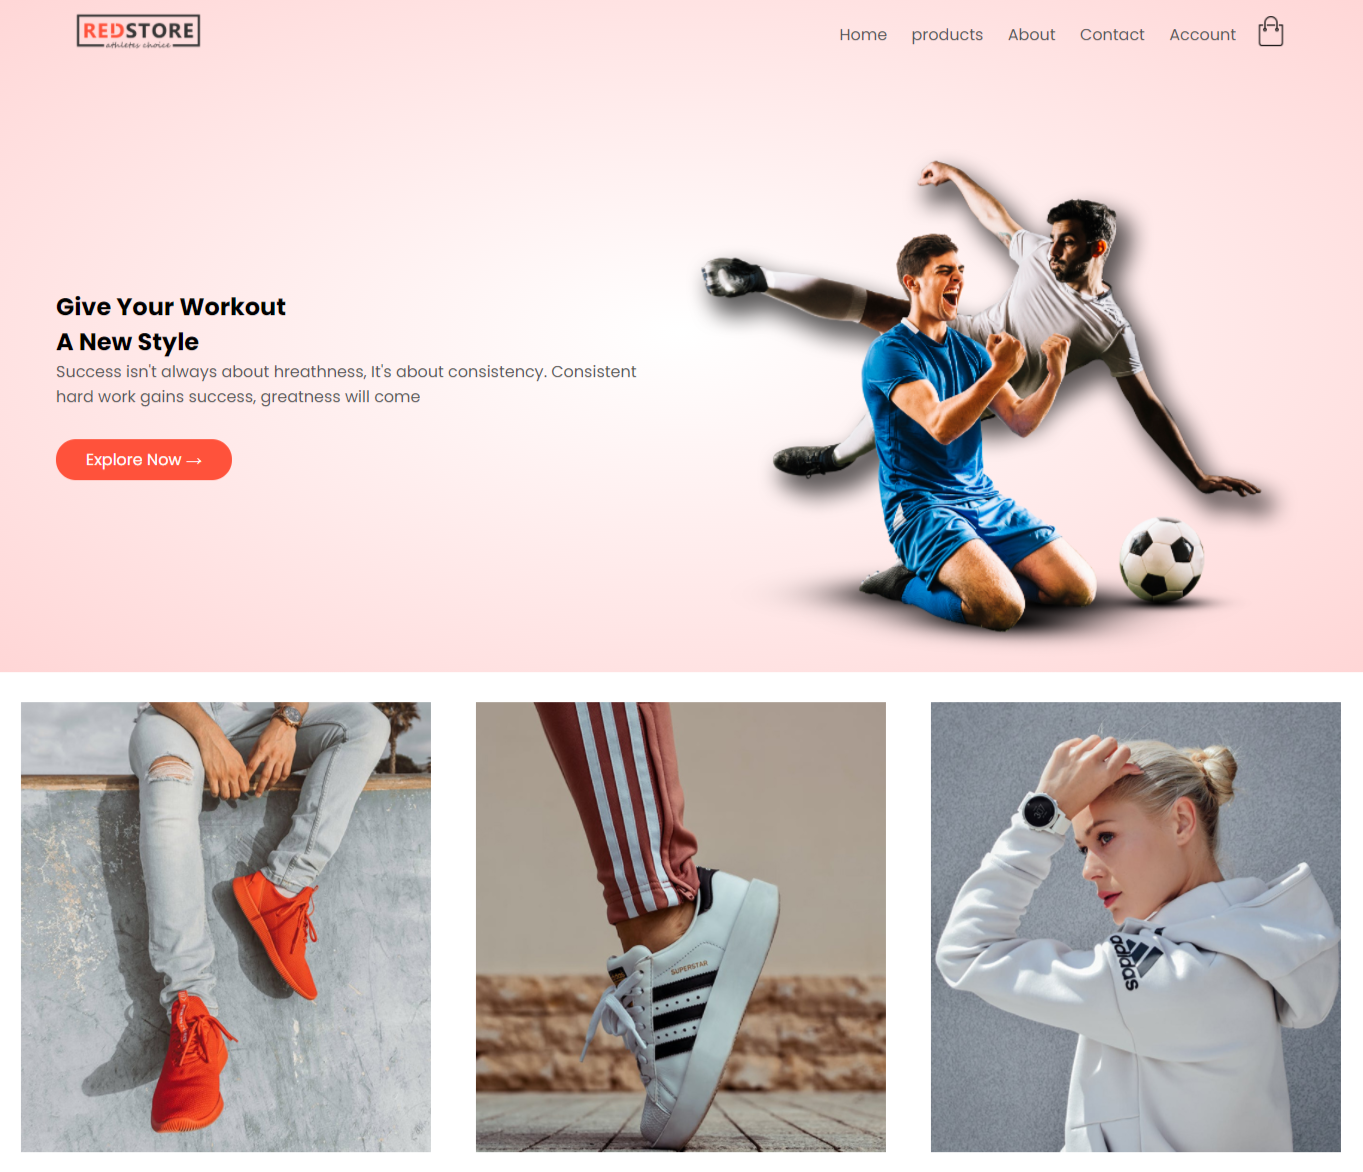 REDSTORE
athletes choice
Home products About Contact Account
Give Your Workout
A New Style
Success isn't always about hreathness, It's about consistency. Consistent
hard work gains success, greatness will come
Explore Now →
SUPERSTAR
adidas